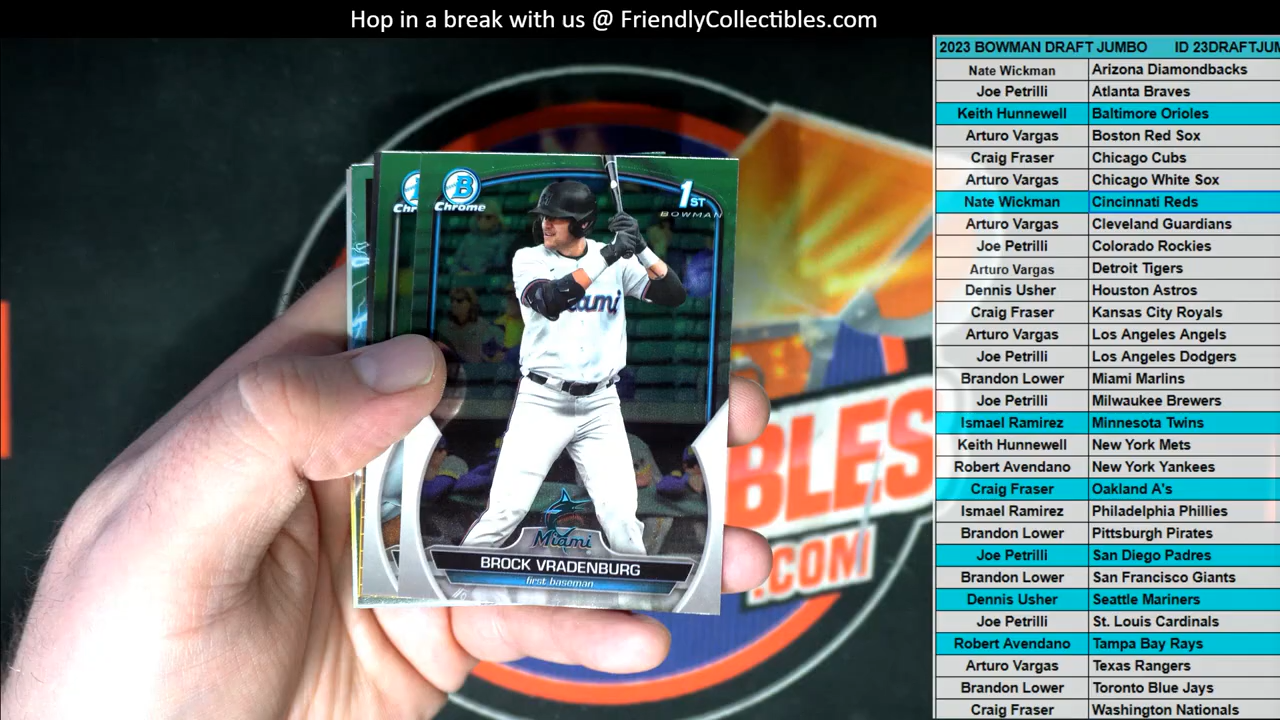 Hop in a break with us @ FriendlyCollectibles.com
2023 BOWMAN DRAFT JUMBO ID 23DRAFTJUM
Nate Wickman Arizona Diamondbacks
Joe Petrilli Atlanta Braves
Keith Hunnewell Baltimore Orioles
Arturo Vargas Boston Red Sox
Craig Fraser Chicago Cubs
Arturo Vargas Chicago White Sox
Nate Wickman Cincinnati Reds
Arturo Vargas Cleveland Guardians
Joe Petrilli Colorado Rockies
Arturo Vargas Detroit Tigers
Dennis Usher Houston Astros
Craig Fraser Kansas City Royals
Arturo Vargas Los Angeles Angels
Joe Petrilli Los Angeles Dodgers
Brandon Lower Miami Marlins
Joe Petrilli Milwaukee Brewers
Ismael Ramirez Minnesota Twins
Keith Hunnewell New York Mets
Robert Avendano New York Yankees
Craig Fraser Oakland A's
Ismael Ramirez Philadelphia Phillies
Brandon Lower Pittsburgh Pirates
Joe Petrilli San Diego Padres
Brandon Lower San Francisco Giants
Dennis Usher Seattle Mariners
Joe Petrilli St. Louis Cardinals
Robert Avendano Tampa Bay Rays
Arturo Vargas Texas Rangers
Brandon Lower Toronto Blue Jays
Craig Fraser Washington Nationals
B
Chr
B
Chrome
1ST
BOWMAN
ami
Miami
BROCK VRADENBURG
first baseman
BLES
.COM